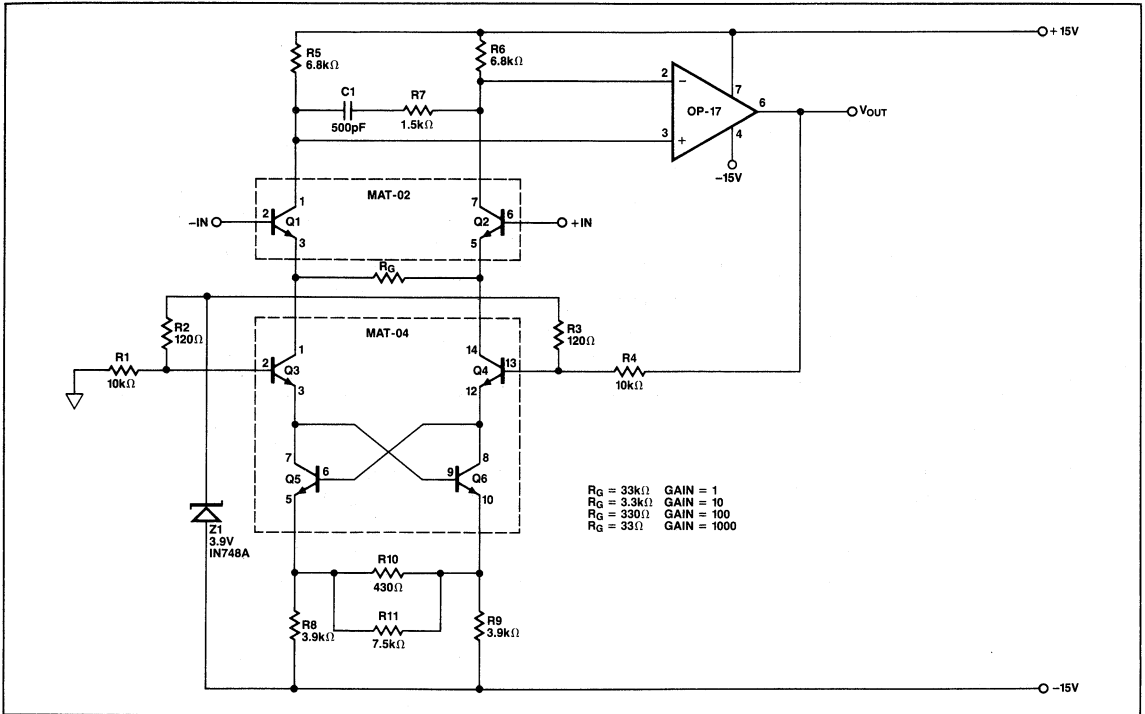 +15V
R5
6.8kΩ
R6
6.8kΩ
C1
500pF
R7
1.5kΩ
2
−
7
OP-17
6
VOUT
3
+
4
−15V
MAT-02
1
7
−IN
2
Q1
Q2
6
+IN
3
5
RG
R2
120Ω
MAT-04
R3
120Ω
R1
10kΩ
1
14
2
Q3
Q4
13
R4
10kΩ
3
12
7
8
Q5
6
9
Q6
5
10
RG = 33kΩ GAIN = 1
RG = 3.3kΩ GAIN = 10
RG = 330Ω GAIN = 100
RG = 33Ω GAIN = 1000
Z1
3.9V
IN748A
R10
430Ω
R11
7.5kΩ
R8
3.9kΩ
R9
3.9kΩ
−15V